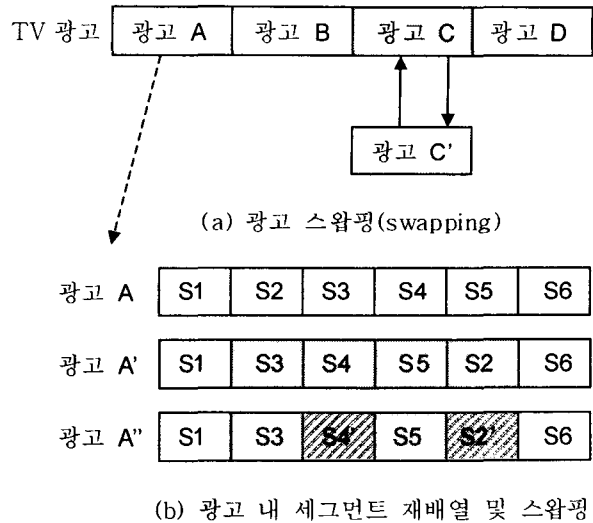 TV 광고 광고 A 광고 B 광고 C 광고 D
광고 C'
(a) 광고 스왑핑(swapping)
광고 A S1 S2 S3 S4 S5 S6
광고 A' S1 S3 S4 S5 S2 S6
광고 A" S1 S3 S4' S5 S2' S6
(b) 광고 내 세그먼트 재배열 및 스왑핑